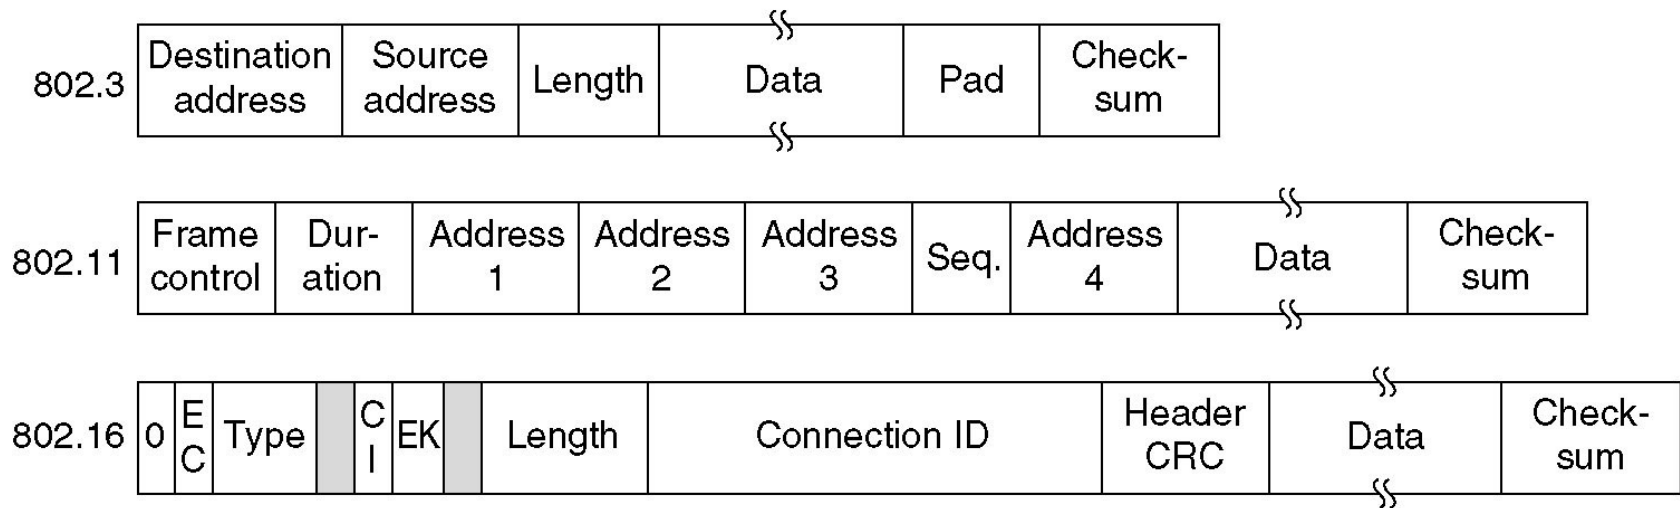 802.3 Destination address Source address Length Data Pad Check-sum
802.11 Frame control Dur-ation Address 1 Address 2 Address 3 Seq. Address 4 Data Check-sum
802.16 0 EC Type CI EK Length Connection ID Header CRC Data Check-sum